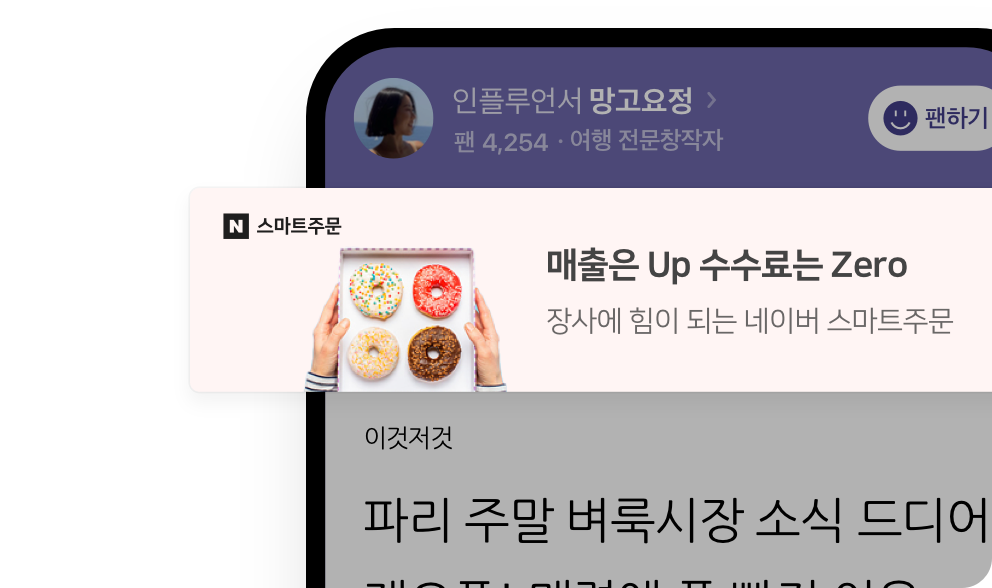 인플루언서 망고요정
팬 4,254 · 여행 전문창작자
팬하기
N 스마트주문
매출은 Up 수수료는 Zero
장사에 힘이 되는 네이버 스마트주문
이것저것
파리 주말 벼룩시장 소식 드디어